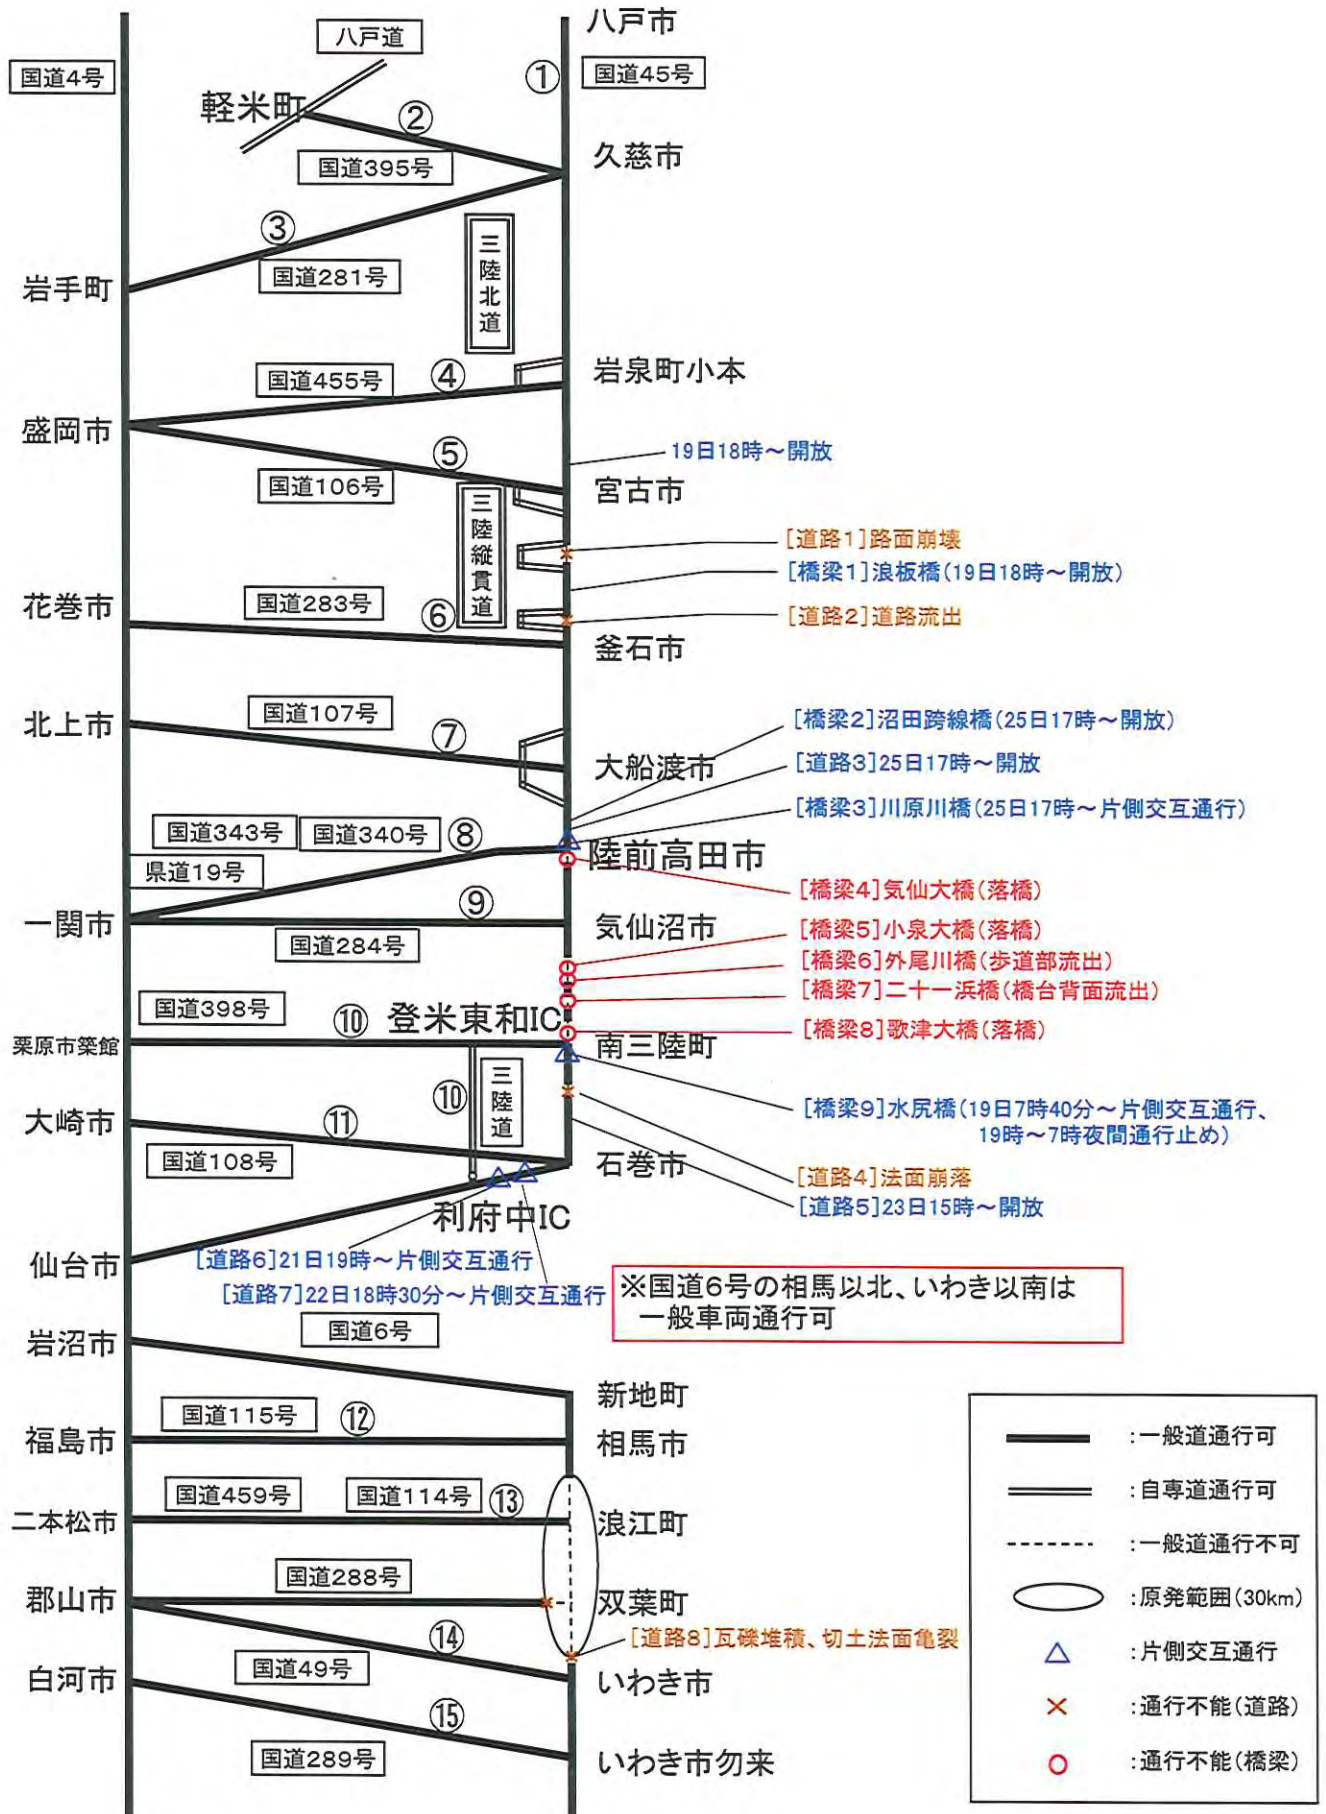 八戸市
八戸道
国道4号
①
国道45号
軽米町
②
久慈市
国道395号
③
三陸北道
国道281号
岩手町
岩泉町小本
国道455号
④
盛岡市
19日18時～開放
⑤
国道106号
宮古市
三陸縦貫道
[道路1]路面崩壊
[橋梁1]浪板橋(19日18時～開放)
花巻市
国道283号
⑥
[道路2]道路流出
釜石市
北上市
国道107号
⑦
[橋梁2]沼田跨線橋(25日17時～開放)
大船渡市
[道路3]25日17時～開放
[橋梁3]川原川橋(25日17時～片側交互通行)
国道343号
国道340号
⑧
陸前高田市
県道19号
[橋梁4]気仙大橋(落橋)
一関市
⑨
気仙沼市
国道284号
[橋梁5]小泉大橋(落橋)
[橋梁6]外尾川橋(歩道部流出)
[橋梁7]二十一浜橋(橋台背面流出)
国道398号
⑩
登米東和IC
[橋梁8]歌津大橋(落橋)
栗原市築館
南三陸町
⑩
三陸道
[橋梁9]水尻橋(19日7時40分～片側交互通行、
19時～7時夜間通行止め)
大崎市
⑪
国道108号
石巻市
[道路4]法面崩落
[道路5]23日15時～開放
利府中IC
仙台市
[道路6]21日19時～片側交互通行
[道路7]22日18時30分～片側交互通行
※国道6号の相馬以北、いわき以南は
一般車両通行可
岩沼市
国道6号
新地町
国道115号
⑫
福島市
相馬市
国道459号
国道114号
⑬
二本松市
浪江町
国道288号
郡山市
双葉町
[道路8]瓦礫堆積、切土法面亀裂
⑭
国道49号
白河市
いわき市
⑮
国道289号
いわき市勿来
:一般道通行可
:自専道通行可
:一般道通行不可
:原発範囲(30km)
:片側交互通行
:通行不能(道路)
:通行不能(橋梁)